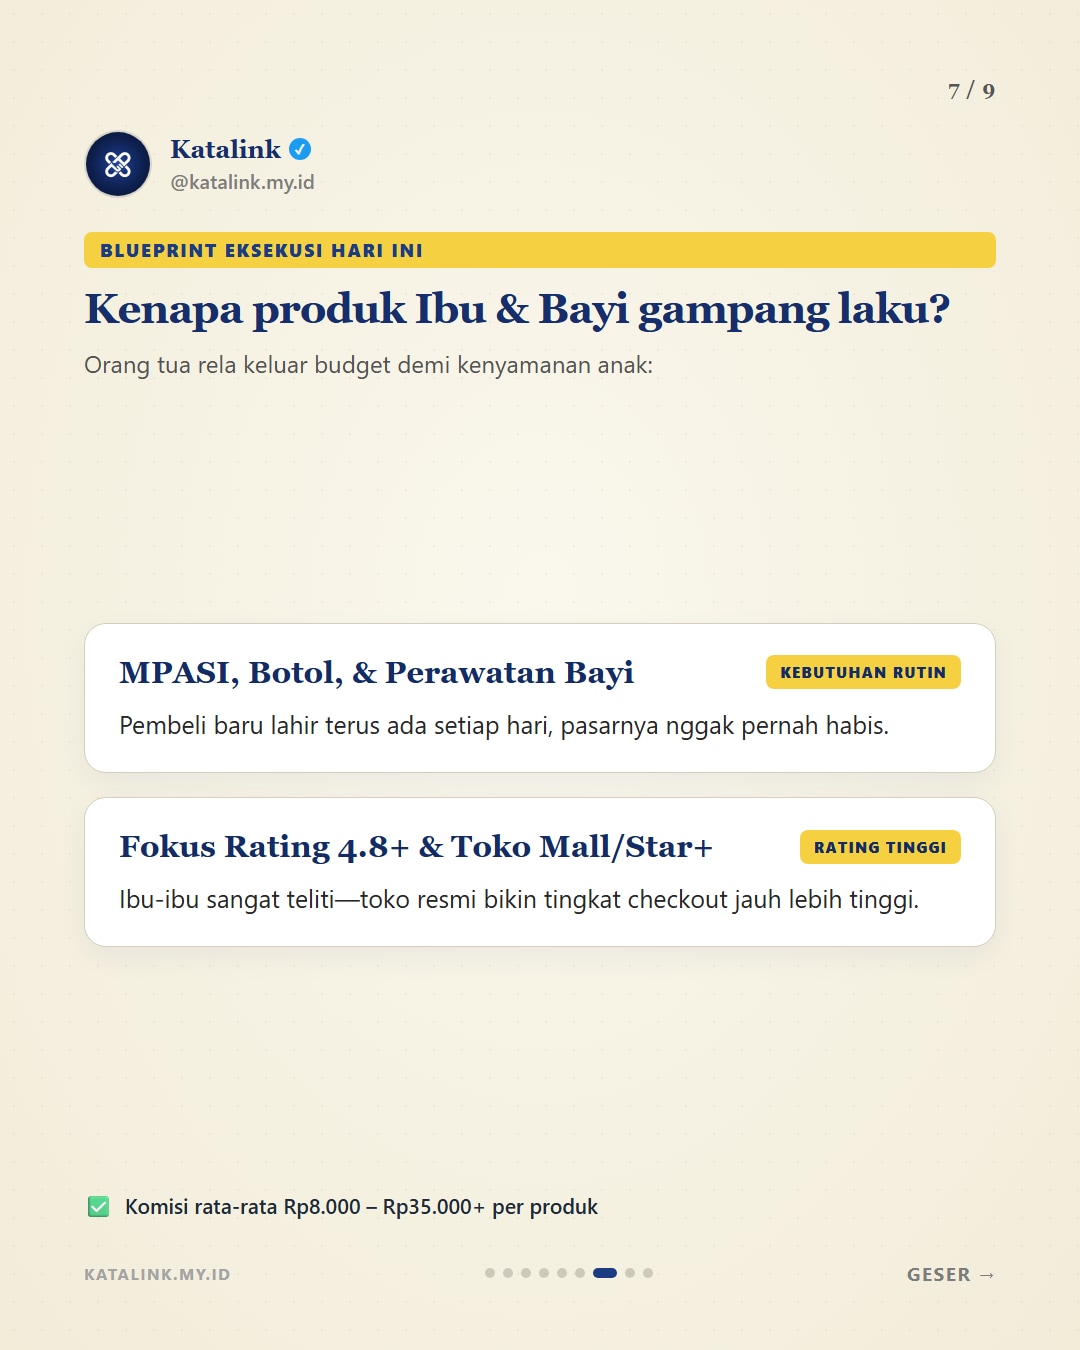 7 / 9
Katalink
@katalink.my.id
BLUEPRINT EKSEKUSI HARI INI
Kenapa produk Ibu & Bayi gampang laku?
Orang tua rela keluar budget demi kenyamanan anak:
MPASI, Botol, & Perawatan Bayi
KEBUTUHAN RUTIN
Pembeli baru lahir terus ada setiap hari, pasarnya nggak pernah habis.
Fokus Rating 4.8+ & Toko Mall/Star+
RATING TINGGI
Ibu-ibu sangat teliti—toko resmi bikin tingkat checkout jauh lebih tinggi.
✅ Komisi rata-rata Rp8.000 – Rp35.000+ per produk
KATALINK.MY.ID
GESER →